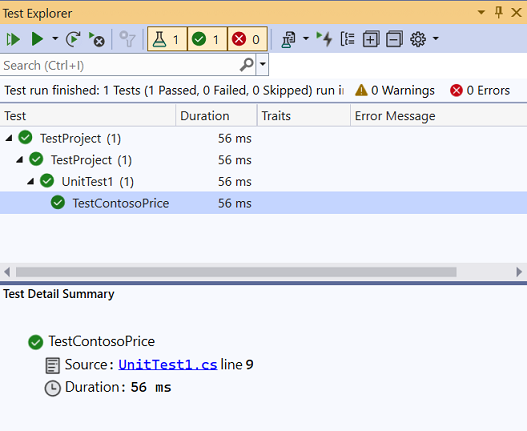 Test Explorer
1 1 0
Search (Ctrl+I)
Test run finished: 1 Tests (1 Passed, 0 Failed, 0 Skipped) run i 0 Warnings 0 Errors
Test Duration Traits Error Message
TestProject (1) 56 ms
TestProject (1) 56 ms
UnitTest1 (1) 56 ms
TestContosoPrice 56 ms
Test Detail Summary
TestContosoPrice
Source: UnitTest1.cs line 9
Duration: 56 ms